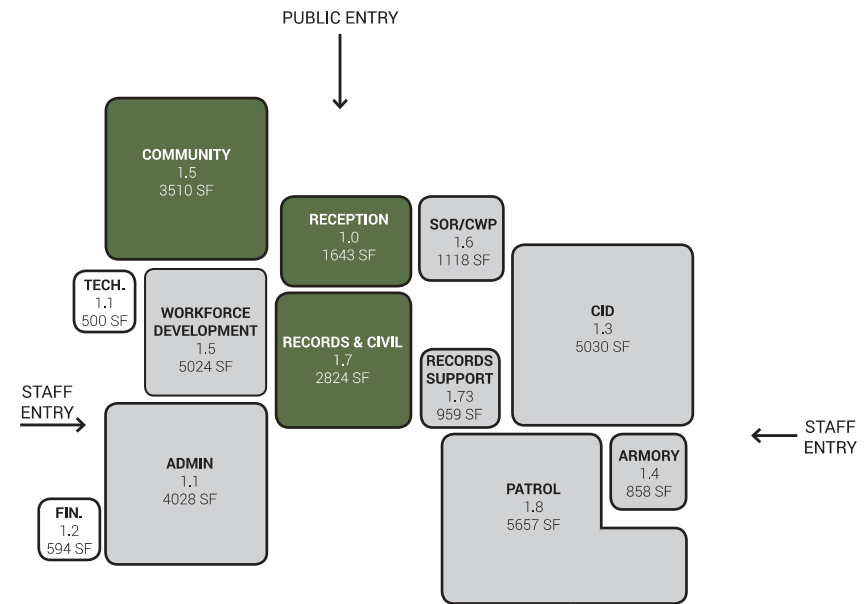 PUBLIC ENTRY
COMMUNITY
1.5
3510 SF
RECEPTION
1.0
1643 SF
SOR/CWP
1.6
1118 SF
TECH.
1.1
500 SF
WORKFORCE
DEVELOPMENT
1.5
5024 SF
RECORDS & CIVIL
1.7
2824 SF
RECORDS
SUPPORT
1.73
959 SF
CID
1.3
5030 SF
STAFF
ENTRY
ADMIN
1.1
4028 SF
FIN.
1.2
594 SF
PATROL
1.8
5657 SF
ARMORY
1.4
858 SF
STAFF
ENTRY